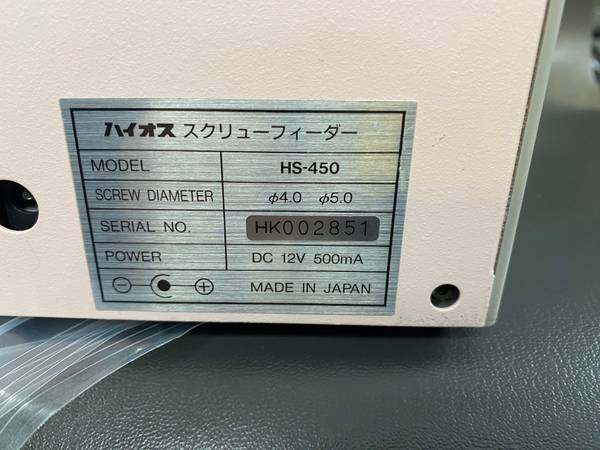 ハイオス スクリューフィーダー
MODEL HS-450
SCREW DIAMETER φ4.0 φ5.0
SERIAL NO. HK002851
POWER DC 12V 500mA
MADE IN JAPAN